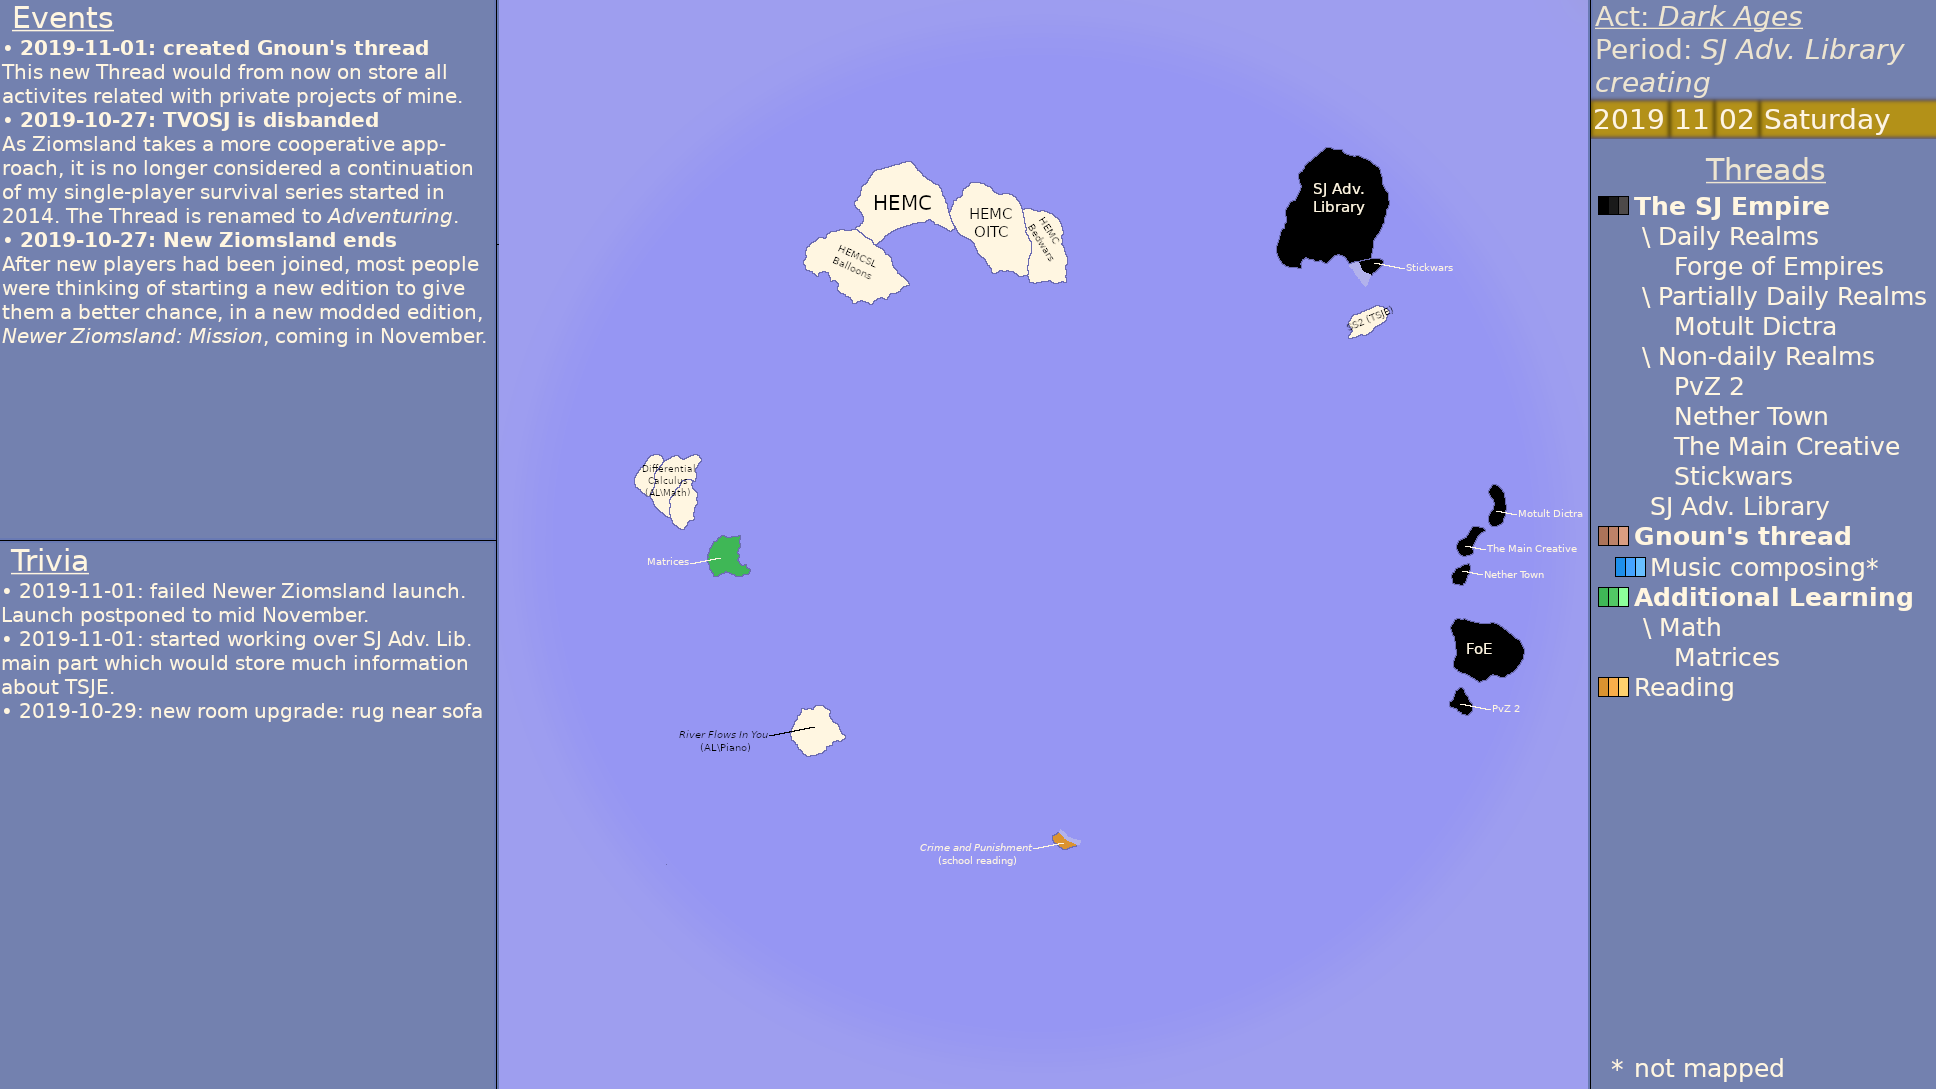 Events
• 2019-11-01: created Gnoun's thread
This new Thread would from now on store all
activites related with private projects of mine.
• 2019-10-27: TVOSJ is disbanded
As Ziomsland takes a more cooperative app-
roach, it is no longer considered a continuation
of my single-player survival series started in
2014. The Thread is renamed to Adventuring.
• 2019-10-27: New Ziomsland ends
After new players had been joined, most people
were thinking of starting a new edition to give
them a better chance, in a new modded edition,
Newer Ziomsland: Mission, coming in November.
Trivia
• 2019-11-01: failed Newer Ziomsland launch.
Launch postponed to mid November.
• 2019-11-01: started working over SJ Adv. Lib.
main part which would store much information
about TSJE.
• 2019-10-29: new room upgrade: rug near sofa
HEMC
HEMC
OITC
HEMC
Bedwars
HEMCSL
Balloons
SJ Adv.
Library
Stickwars
SS2 (TSJE)
Differential
Calculus
(AL\Math)
Matrices
Motult Dictra
The Main Creative
Nether Town
FoE
PvZ 2
River Flows In You
(AL\Piano)
Crime and Punishment
(school reading)
Act: Dark Ages
Period: SJ Adv. Library
creating
2019 11 02 Saturday
Threads
The SJ Empire
\ Daily Realms
Forge of Empires
\ Partially Daily Realms
Motult Dictra
\ Non-daily Realms
PvZ 2
Nether Town
The Main Creative
Stickwars
SJ Adv. Library
Gnoun's thread
Music composing*
Additional Learning
\ Math
Matrices
Reading
* not mapped